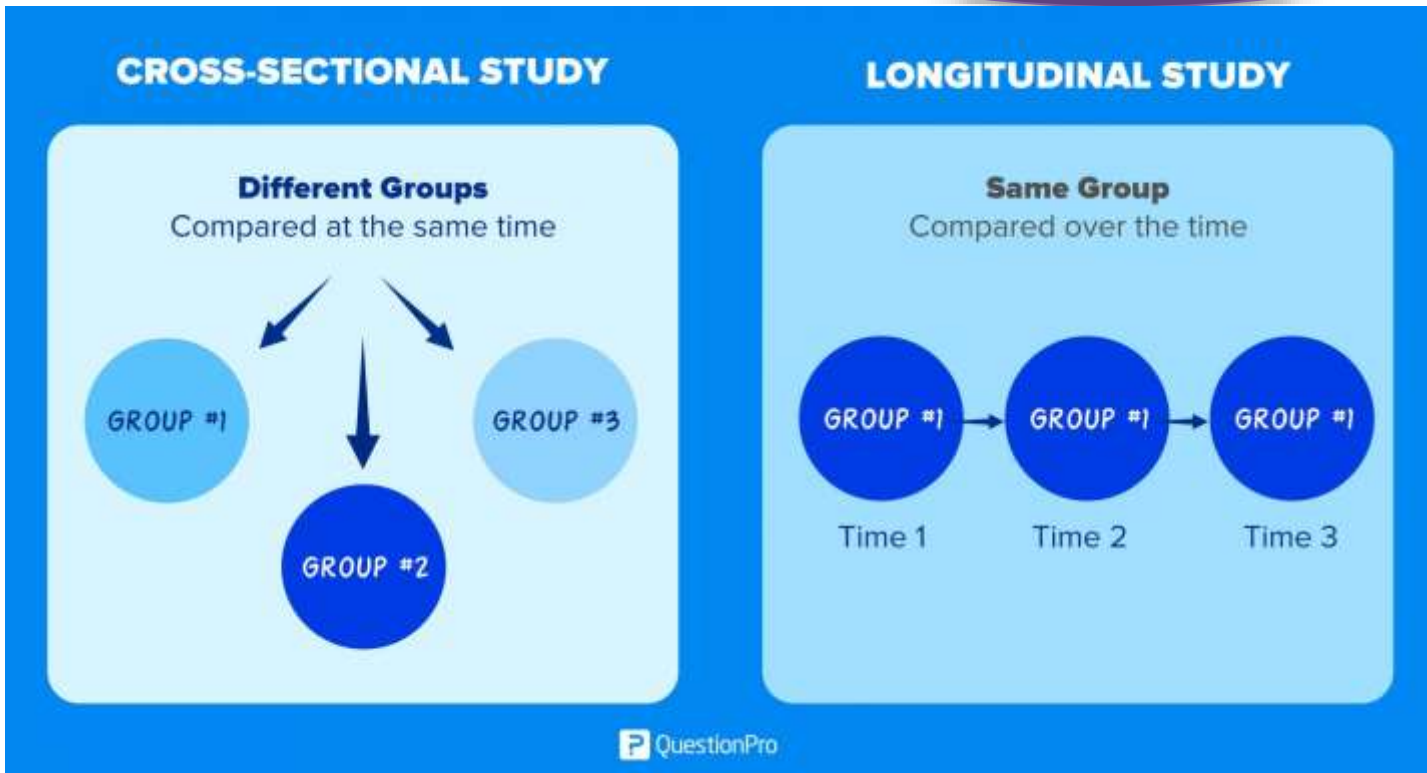 CROSS-SECTIONAL STUDY
Different Groups
Compared at the same time
GROUP #1
GROUP #2
GROUP #3
LONGITUDINAL STUDY
Same Group
Compared over the time
GROUP #1
GROUP #1
GROUP #1
Time 1
Time 2
Time 3
QuestionPro